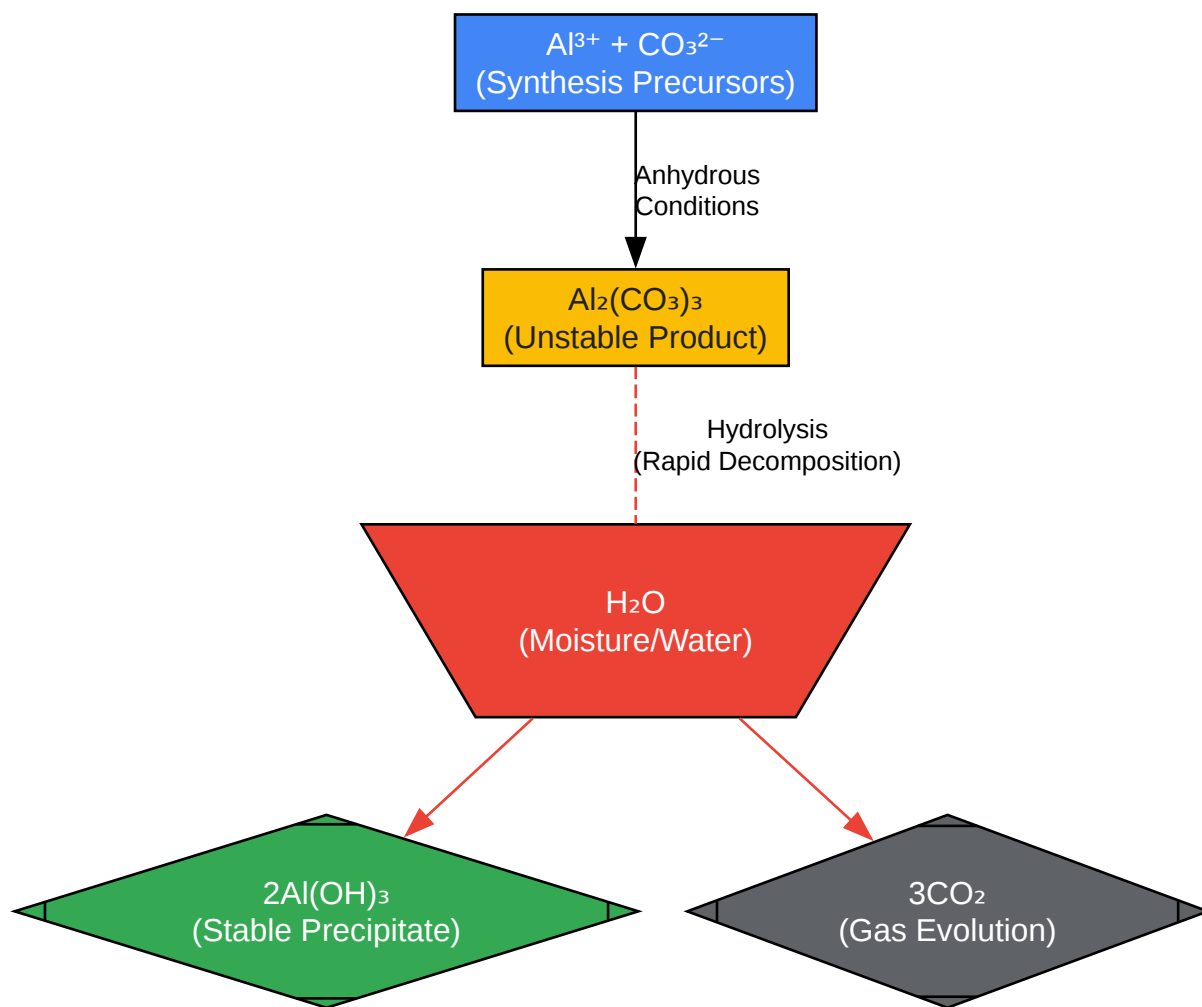 Al³⁺ + CO₃²⁻
(Synthesis Precursors)
Anhydrous
Conditions
Al₂(CO₃)₃
(Unstable Product)
Hydrolysis
(Rapid Decomposition)
H₂O
(Moisture/Water)
2Al(OH)₃
(Stable Precipitate)
3CO₂
(Gas Evolution)